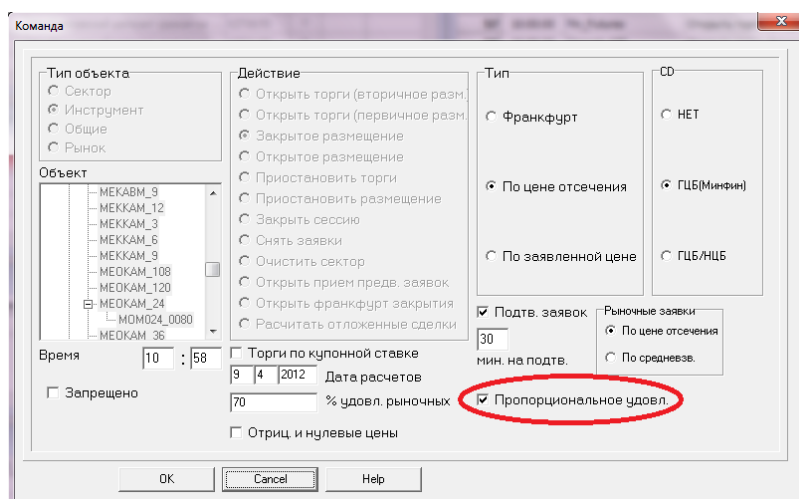 Команда
Тип объекта
Сектор
Инструмент
Общие
Рынок
Объект
MEKABM_9
MEKKAM_12
MEKKAM_3
MEKKAM_6
MEKKAM_9
MEOKAM_108
MEOKAM_120
MEOKAM_24
MOM024_0080
MEOKAM_36
Время 10 : 58
Запрещено
Действие
Открыть торги (вторичное разм.)
Открыть торги (первичное разм.
Закрытое размещение
Открытое размещение
Приостановить торги
Приостановить размещение
Закрыть сессию
Снять заявки
Очистить сектор
Открыть прием предв. заявок
Открыть франкфурт закрытия
Расчитать отложенные сделки
Торги по купонной ставке
9 4 2012 Дата расчетов
70 % удовл. рыночных
Отриц. и нулевые цены
Тип
Франкфурт
По цене отсечения
По заявленной цене
CD
НЕТ
ГЦБ(Минфин)
ГЦБ/НЦБ
Подтв. заявок
30
мин. на подтв.
Рыночные заявки
По цене отсечения
По средневзв.
Пропорциональное удовл.
OK
Cancel
Help